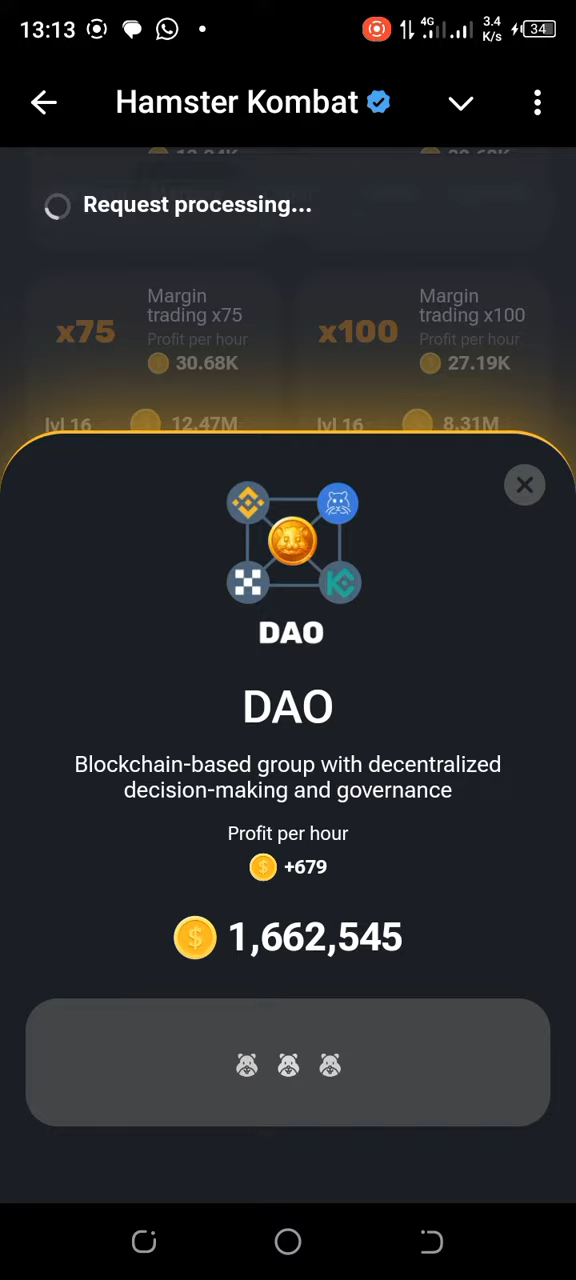 13:13
4G
3.4
K/s
34
Hamster Kombat
Request processing...
x75
Margin
trading x75
Profit per hour
30.68K
x100
Margin
trading x100
Profit per hour
27.19K
lvl 16
12.47M
lvl 16
8.31M
DAO
DAO
Blockchain-based group with decentralized
decision-making and governance
Profit per hour
+679
1,662,545